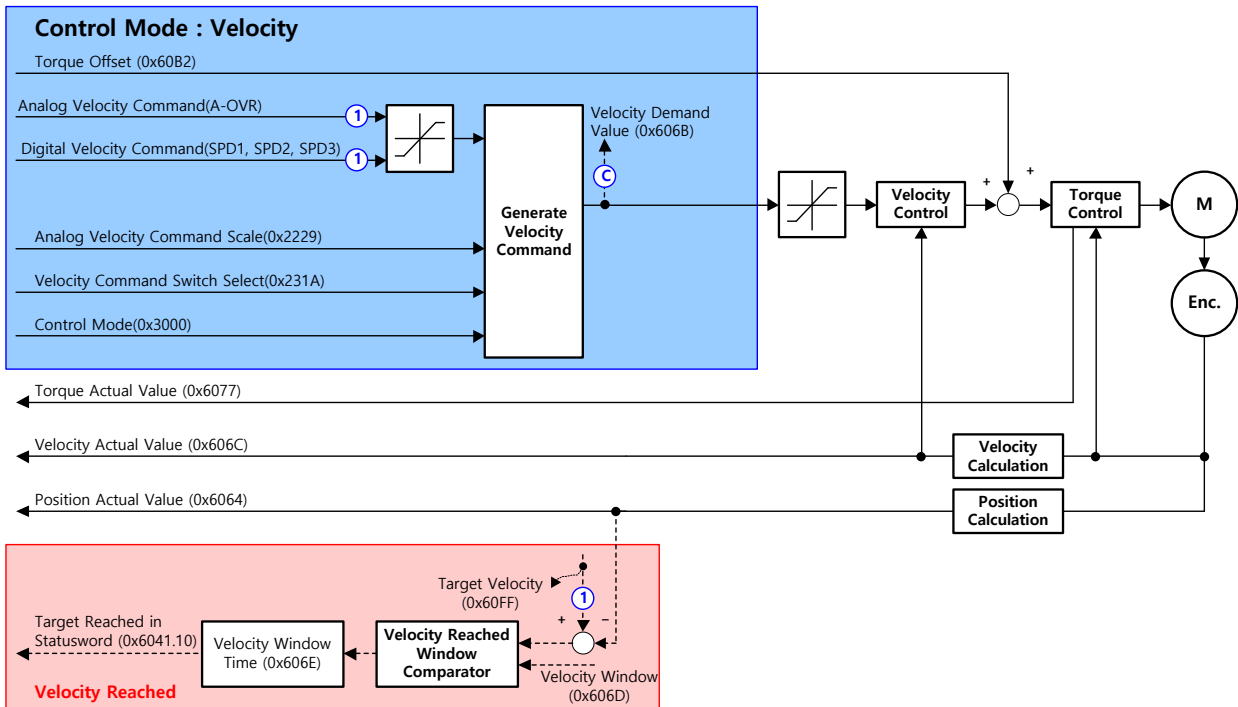 Control Mode : Velocity
Torque Offset (0x60B2)
Analog Velocity Command(A-OVR)
1
Digital Velocity Command(SPD1, SPD2, SPD3)
1
Velocity Demand
Value (0x606B)
C
Generate
Velocity
Command
Analog Velocity Command Scale(0x2229)
Velocity Command Switch Select(0x231A)
Control Mode(0x3000)
Velocity
Control
+
+
Torque
Control
M
Enc.
Torque Actual Value (0x6077)
Velocity Actual Value (0x606C)
Velocity
Calculation
Position Actual Value (0x6064)
Position
Calculation
Target Velocity
(0x60FF)
1
+
−
Target Reached in
Statusword (0x6041.10)
Velocity Window
Time (0x606E)
Velocity Reached
Window
Comparator
Velocity Window
(0x606D)
Velocity Reached